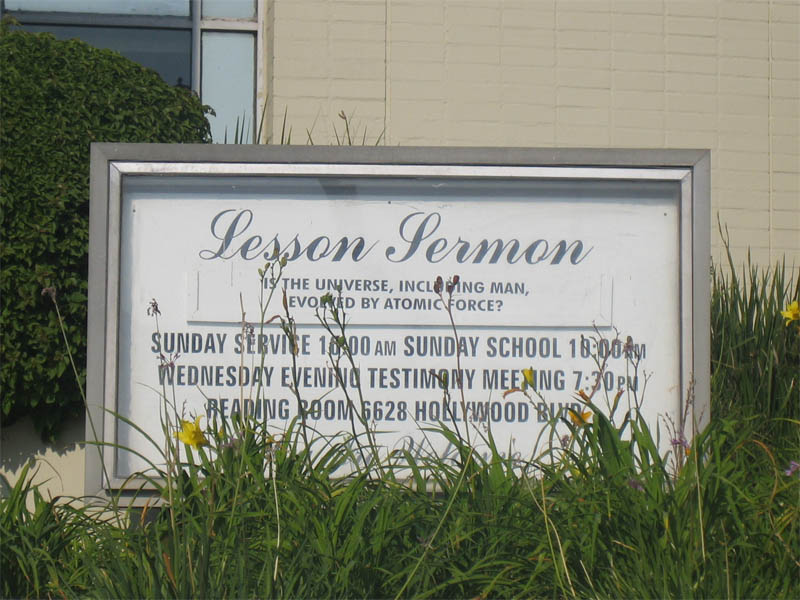 Lesson Sermon
IS THE UNIVERSE, INCLUDING MAN,
EVOLVED BY ATOMIC FORCE?
SUNDAY SERVICE 10:00 AM SUNDAY SCHOOL 10:00 AM
WEDNESDAY EVENING TESTIMONY MEETING 7:30 PM
READING ROOM 6628 HOLLYWOOD BLVD